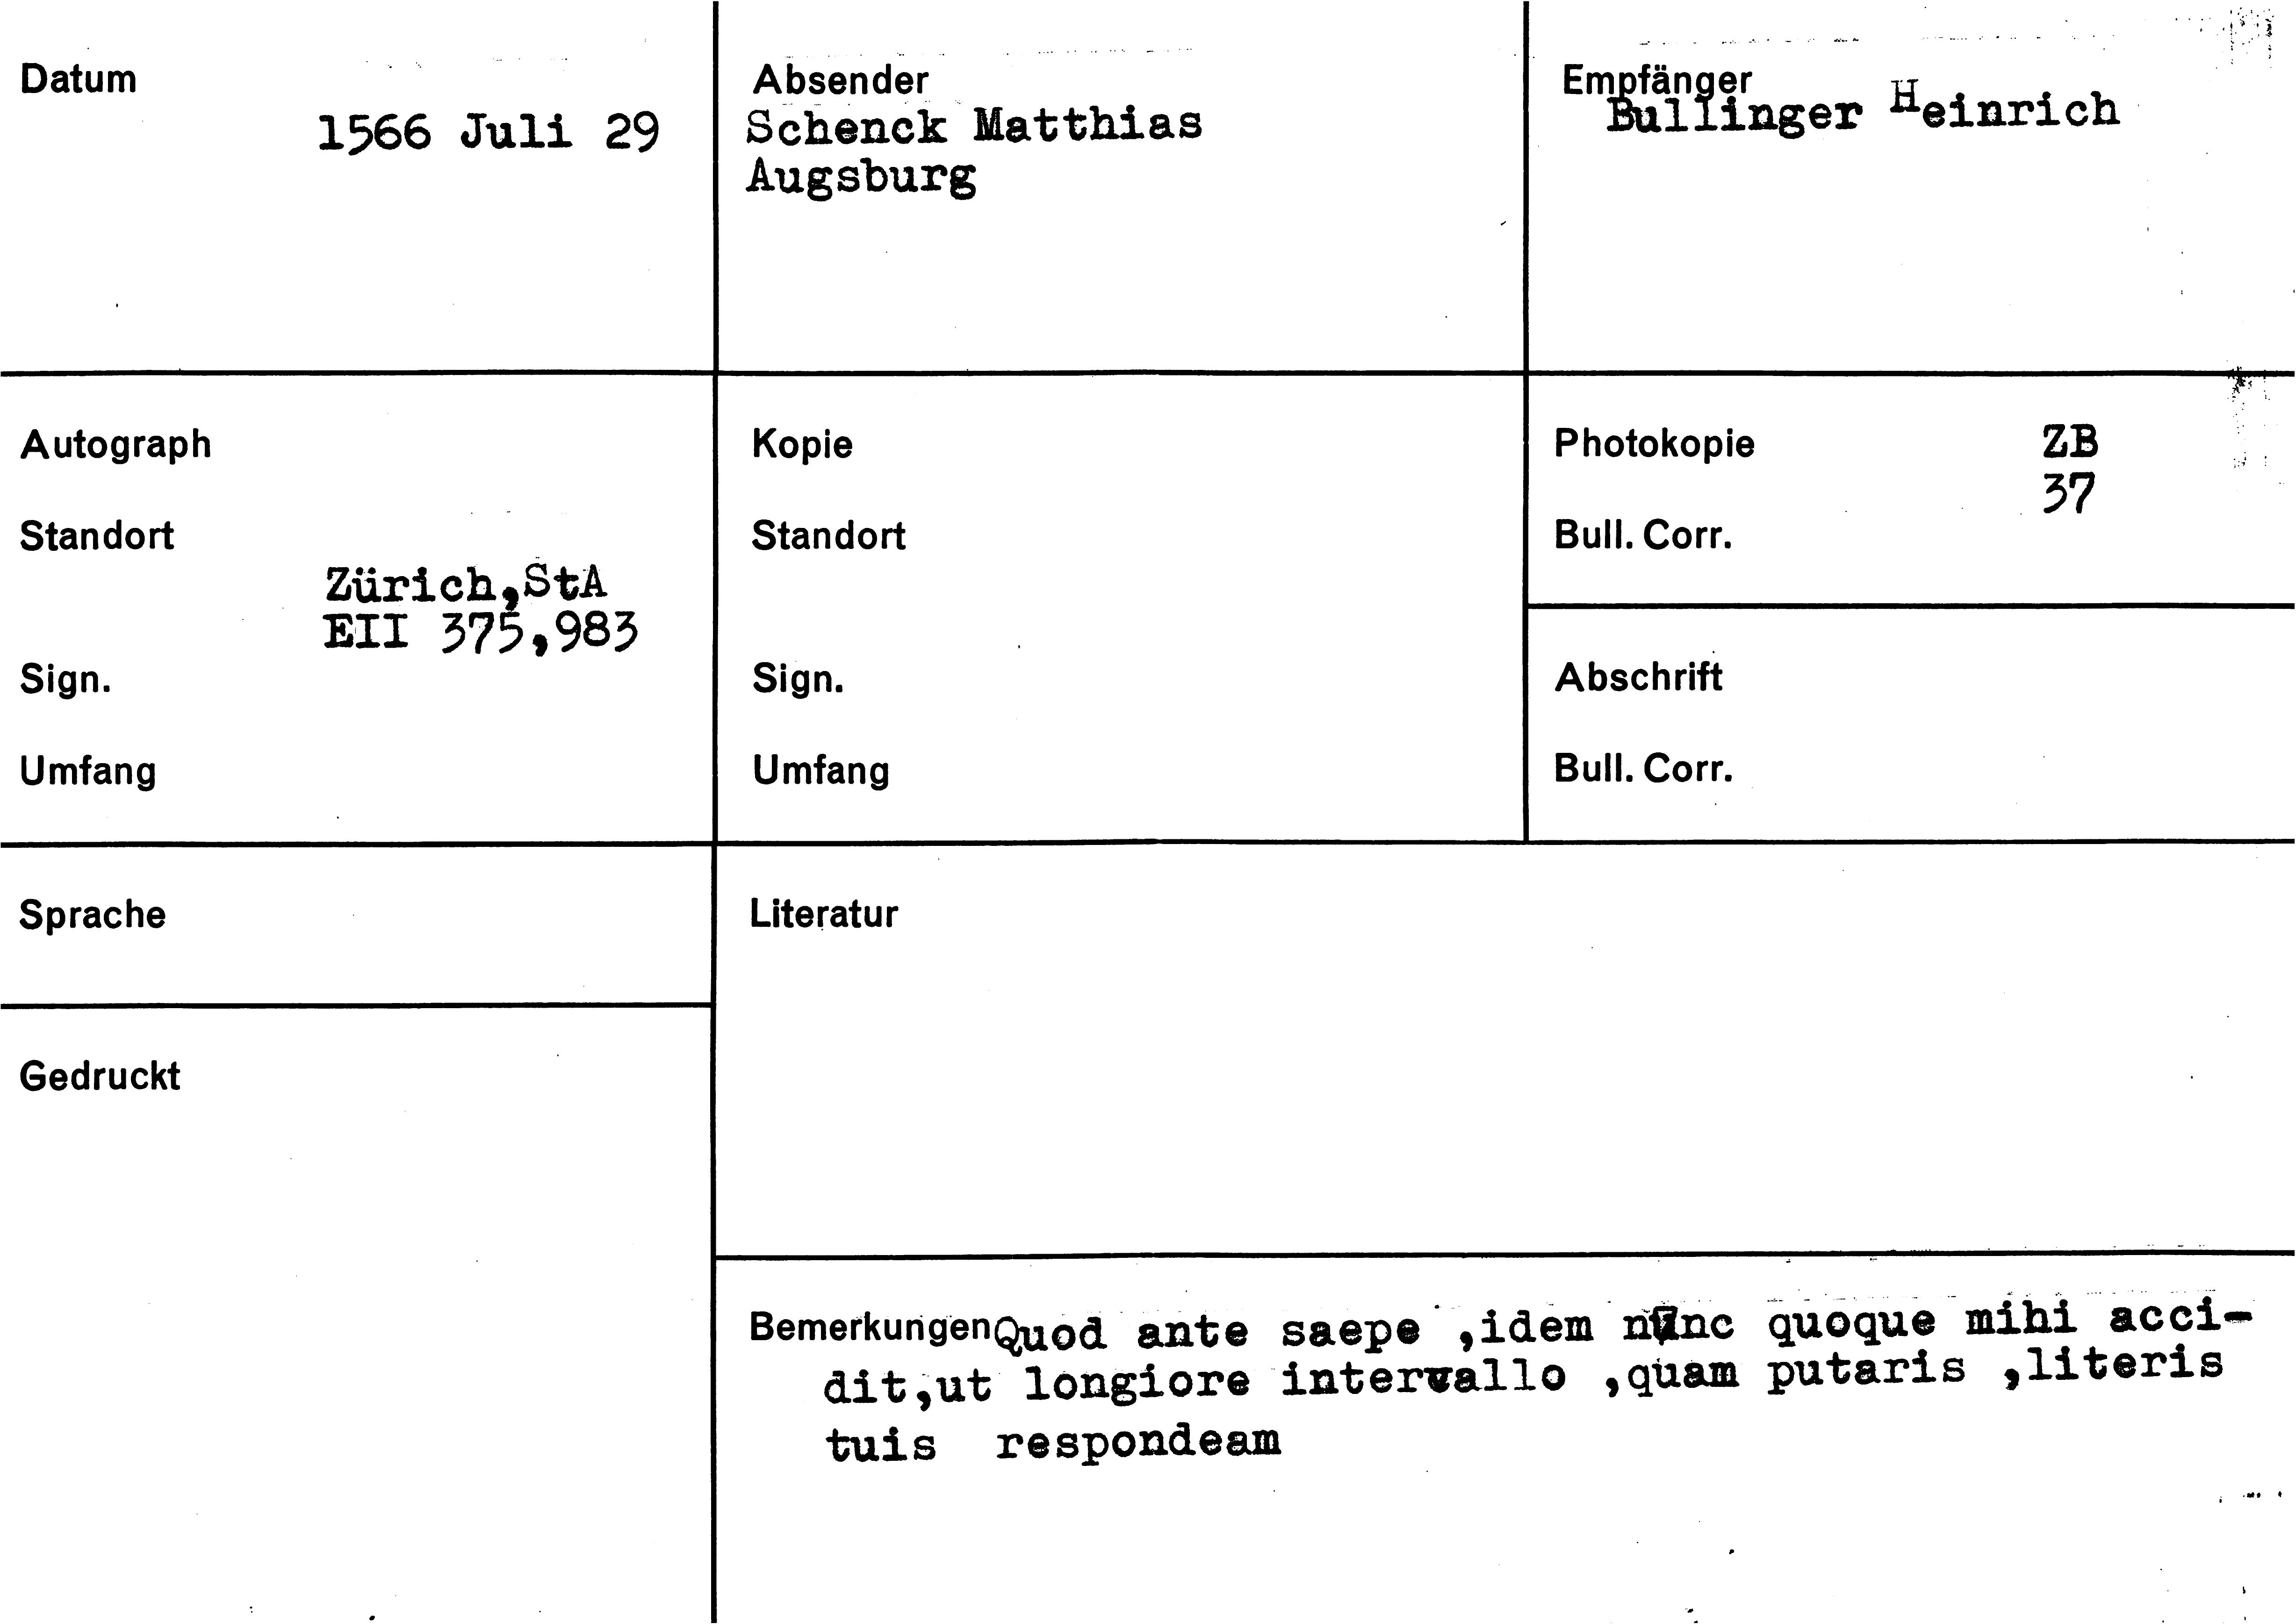 Datum
1566 Juli 29
Absender
Schenck Matthias
Augsburg
Empfänger
Bullinger Heinrich
Autograph
Standort
Zürich,StA
EII 375,983
Sign.
Umfang
Kopie
Standort
Sign.
Umfang
Photokopie ZB
37
Bull. Corr.
Abschrift
Bull. Corr.
Sprache
Literatur
Gedruckt
Bemerkungen Quod ante saepe ,idem nunc quoque mihi acci-
dit,ut longiore intervallo ,quam putaris ,literis
tuis respondeam